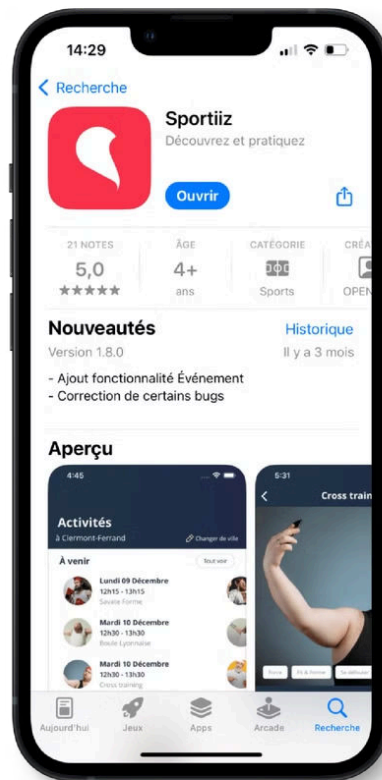 14:29
Recherche
Sportiiz
Découvrez et pratiquez
Ouvrir
21 NOTES
ÂGE
CATÉGORIE
5,0
4+
ans
Sports
OPEN
Nouveautés
Historique
Version 1.8.0
Il y a 3 mois
- Ajout fonctionnalité Événement
- Correction de certains bugs
Aperçu
4:45
Activités
à Clermont-Ferrand
Changer de ville
À venir
Tout voir
Lundi 09 Décembre
12h15 - 13h15
Savate Forme
Mardi 10 Décembre
12h30 - 13h30
Boule Lyonnaise
Mardi 10 Décembre
12h30 - 13h30
Cross training
5:31
Cross train
Aujourd'hui
Jeux
Apps
Arcade
Recherche